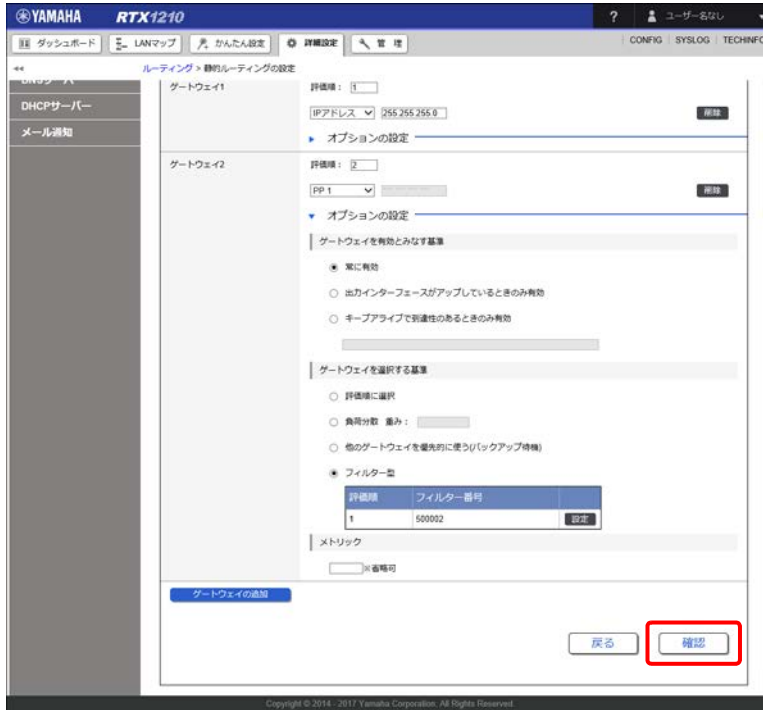 YAMAHA RTX1210 ? ユーザー名なし
ダッシュボード LANマップ かんたん設定 詳細設定 管理 CONFIG SYSLOG TECHINFO
ルーティング > 静的ルーティングの設定
DNSサーバー
DHCPサーバー
メール通知
ゲートウェイ1 評価順： 1
IPアドレス 255.255.255.0 削除
オプションの設定
ゲートウェイ2 評価順： 2
PP 1 削除
オプションの設定
ゲートウェイを有効とみなす基準
常に有効
出力インターフェースがアップしているときのみ有効
キープアライブで到達性のあるときのみ有効
ゲートウェイを選択する基準
評価順に選択
負荷分散 重み：
他のゲートウェイを優先的に使う(バックアップ待機)
フィルター型
評価順 フィルター番号
1 500002 設定
メトリック
※省略可
ゲートウェイの追加
戻る 確認
Copyright © 2014 - 2017 Yamaha Corporation. All Rights Reserved.